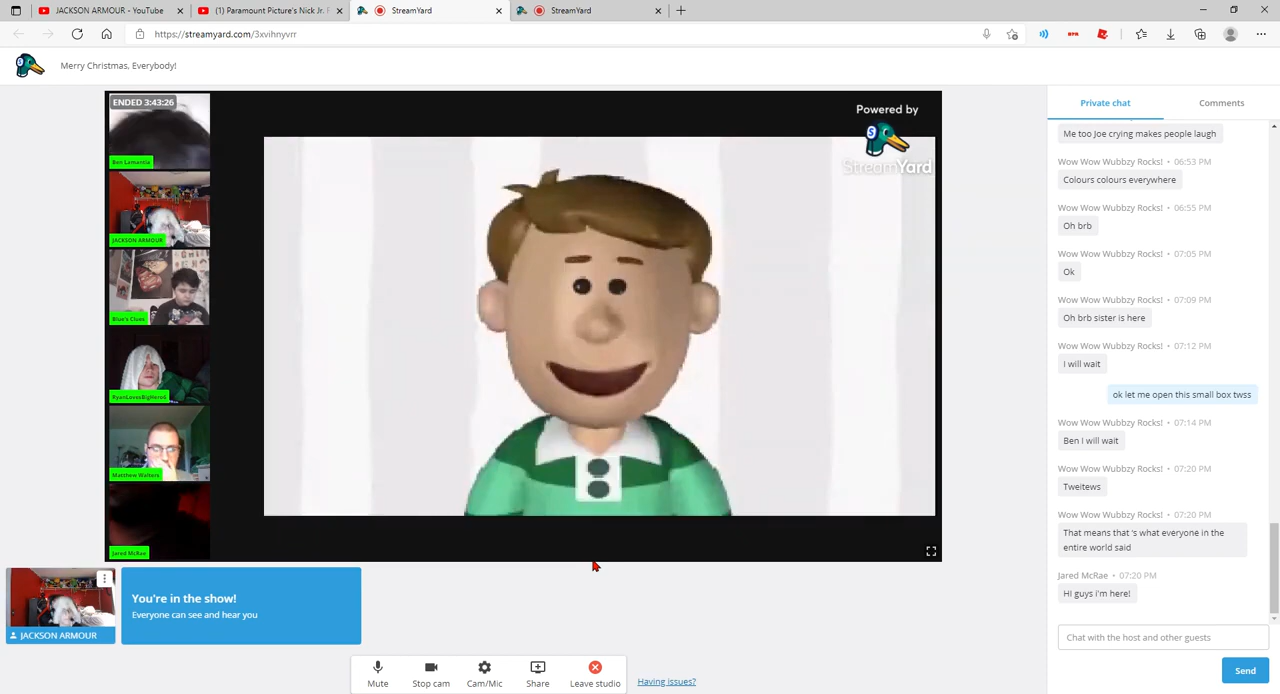 JACKSON ARMOUR - YouTube
(1) Paramount Picture's Nick Jr. F
StreamYard
StreamYard
https://streamyard.com/3xvihnyvrr
Merry Christmas, Everybody!
ENDED 3:43:26
Ben Lamantia
JACKSON ARMOUR
Blue's Clues
RyanLovesBigHero6
Matthew Walters
Jared McRae
Powered by
StreamYard
You're in the show!
Everyone can see and hear you
JACKSON ARMOUR
Mute
Stop cam
Cam/Mic
Share
Leave studio
Having issues?
Private chat
Comments
Me too Joe crying makes people laugh
Wow Wow Wubbzy Rocks! • 06:53 PM
Colours colours everywhere
Wow Wow Wubbzy Rocks! • 06:55 PM
Oh brb
Wow Wow Wubbzy Rocks! • 07:05 PM
Ok
Wow Wow Wubbzy Rocks! • 07:09 PM
Oh brb sister is here
Wow Wow Wubbzy Rocks! • 07:12 PM
I will wait
ok let me open this small box twss
Wow Wow Wubbzy Rocks! • 07:14 PM
Ben I will wait
Wow Wow Wubbzy Rocks! • 07:20 PM
Tweitews
Wow Wow Wubbzy Rocks! • 07:20 PM
That means that 's what everyone in the
entire world said
Jared McRae • 07:20 PM
HI guys i'm here!
Chat with the host and other guests
Send